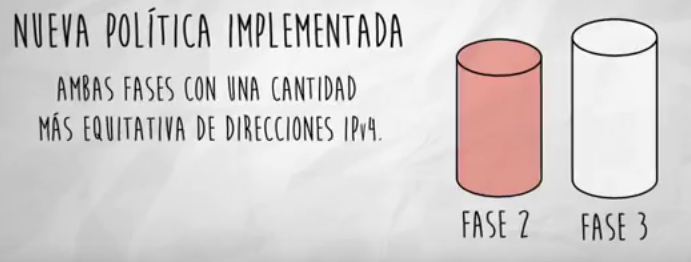 NUEVA POLÍTICA IMPLEMENTADA
AMBAS FASES CON UNA CANTIDAD
MÁS EQUITATIVA DE DIRECCIONES IPv4.
FASE 2
FASE 3